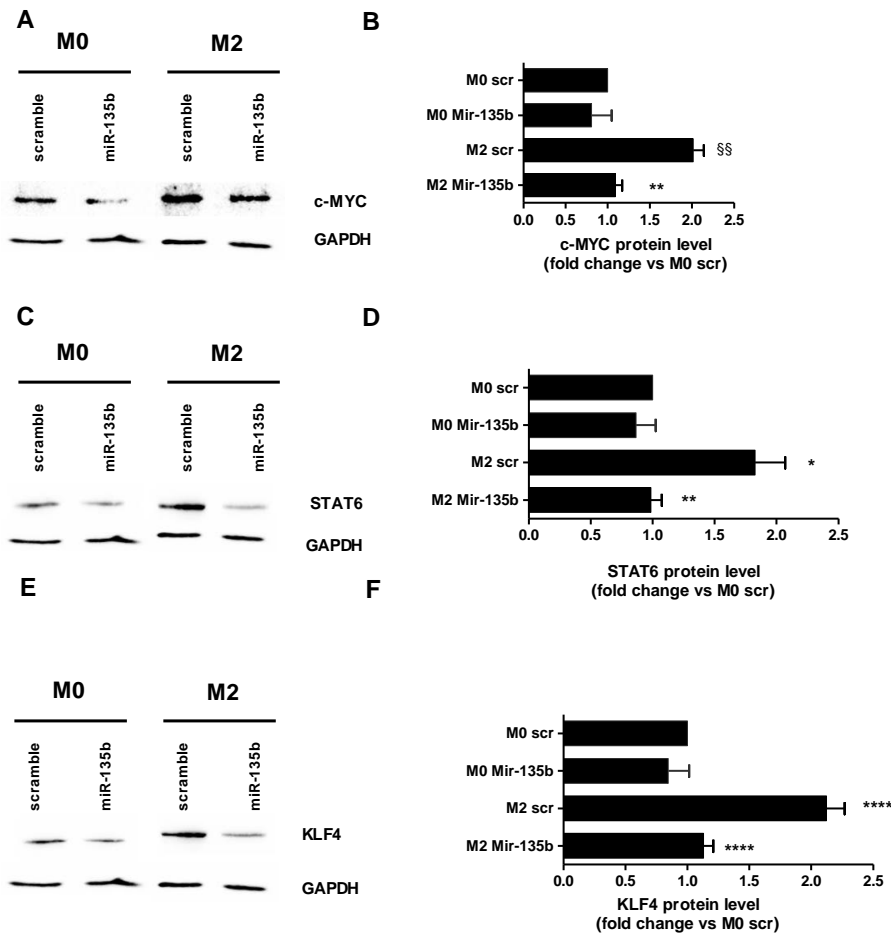 A
M0
M2
scramble
miR-135b
scramble
miR-135b
c-MYC
GAPDH
B
M0 scr
M0 Mir-135b
M2 scr
§§
M2 Mir-135b
**
0.0 0.5 1.0 1.5 2.0 2.5
c-MYC protein level
(fold change vs M0 scr)
C
M0
M2
scramble
miR-135b
scramble
miR-135b
STAT6
GAPDH
D
M0 scr
M0 Mir-135b
M2 scr
*
M2 Mir-135b
**
0.0 0.5 1.0 1.5 2.0 2.5
STAT6 protein level
(fold change vs M0 scr)
E
M0
M2
scramble
miR-135b
scramble
miR-135b
KLF4
GAPDH
F
M0 scr
M0 Mir-135b
M2 scr
****
M2 Mir-135b
****
0.0 0.5 1.0 1.5 2.0 2.5
KLF4 protein level
(fold change vs M0 scr)